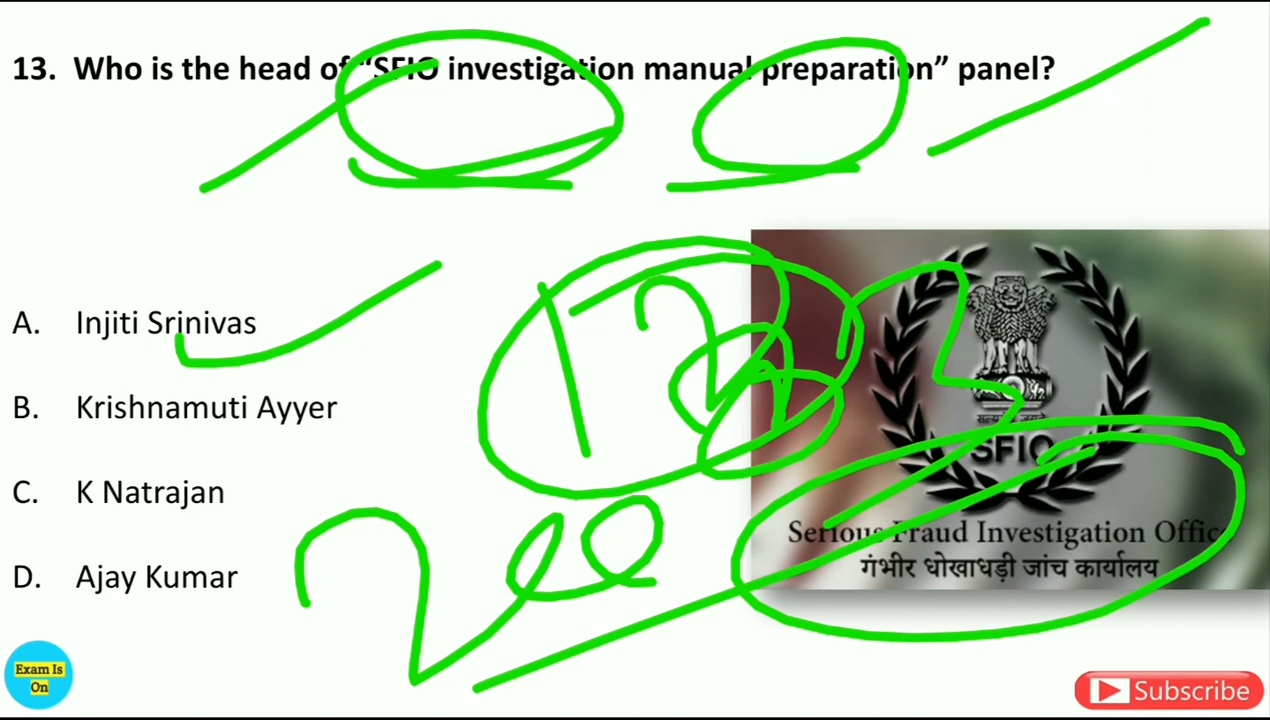 13. Who is the head of "SFIO investigation manual preparation" panel?
A. Injiti Srinivas
B. Krishnamuti Ayyer
C. K Natrajan
D. Ajay Kumar
SFIO
Serious Fraud Investigation Office
गंभीर धोखाधड़ी जांच कार्यालय
Exam Is
On
Subscribe